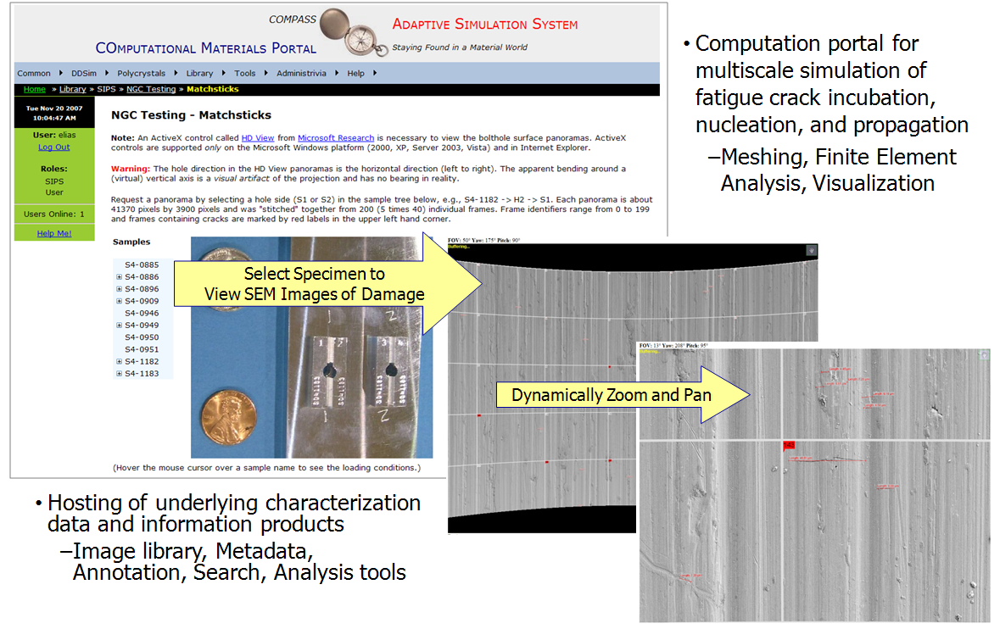 COMPASS
ADAPTIVE SIMULATION SYSTEM
COMPUTATIONAL MATERIALS PORTAL
Staying Found in a Material World
Common DDSim Polycrystals Library Tools Administrivia Help
Home » Library » SIPS » NGC Testing » Matchsticks
Tue Nov 20 2007
10:04:47 AM
User: elias
Log Out
Roles:
SIPS
User
Users Online: 1
Help Me!
NGC Testing - Matchsticks
Note: An ActiveX control called HD View from Microsoft Research is necessary to view the bolthole surface panoramas. ActiveX
controls are supported only on the Microsoft Windows platform (2000, XP, Server 2003, Vista) and in Internet Explorer.
Warning: The hole direction in the HD View panoramas is the horizontal direction (left to right). The apparent bending around a
(virtual) vertical axis is a visual artifact of the projection and has no bearing in reality.
Request a panorama by selecting a hole side (S1 or S2) in the sample tree below, e.g., S4-1182 -> H2 -> S1. Each panorama is about
41370 pixels by 3900 pixels and was "stitched" together from 200 (5 times 40) individual frames. Frame identifiers range from 0 to 199
and frames containing cracks are marked by red labels in the upper left hand corner.
Samples
S4-0885
S4-0886
S4-0896
S4-0909
S4-0946
S4-0949
S4-0950
S4-0951
S4-1182
S4-1183
1 2
1 2 3 4
2
(Hover the mouse cursor over a sample name to see the loading conditions.)
Select Specimen to
View SEM Images of Damage
FOV: 50° Yaw: 175° Pitch: 90°
Buffering...
FOV: 13° Yaw: 208° Pitch: 95°
Buffering...
Dynamically Zoom and Pan
143
• Computation portal for
multiscale simulation of
fatigue crack incubation,
nucleation, and propagation
–Meshing, Finite Element
Analysis, Visualization
• Hosting of underlying characterization
data and information products
–Image library, Metadata,
Annotation, Search, Analysis tools